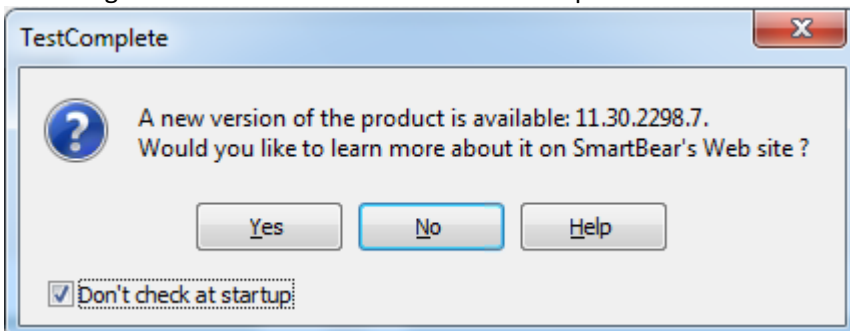 TestComplete
A new version of the product is available: 11.30.2298.7.
Would you like to learn more about it on SmartBear's Web site ?
Yes
No
Help
Don't check at startup